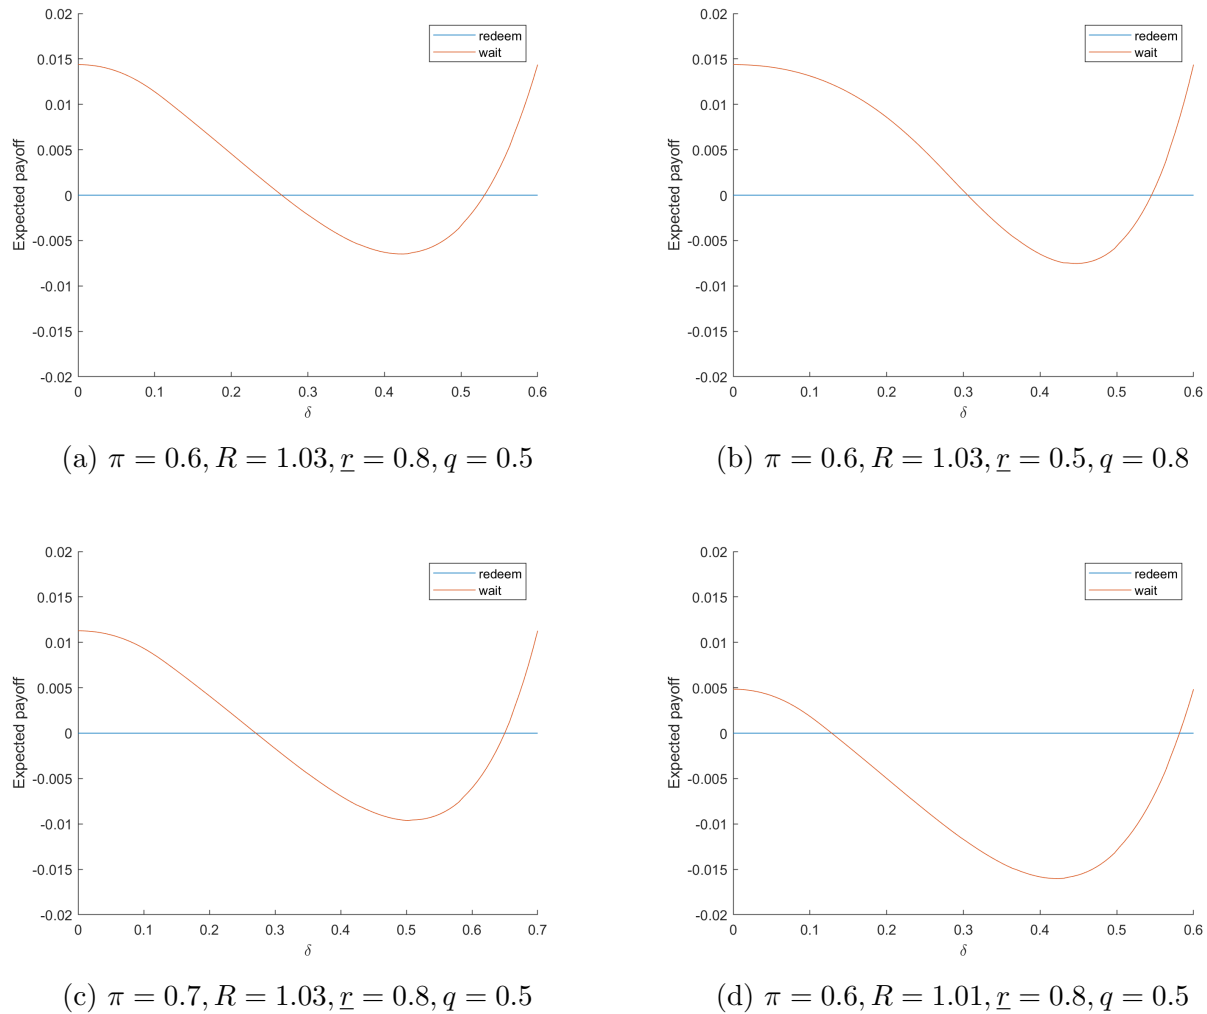 0.02
0.015
0.01
0.005
0
-0.005
-0.01
-0.015
-0.02
Expected payoff
0 0.1 0.2 0.3 0.4 0.5 0.6
δ
redeem
wait
(a) π = 0.6, R = 1.03, r = 0.8, q = 0.5
0.02
0.015
0.01
0.005
0
-0.005
-0.01
-0.015
-0.02
Expected payoff
0 0.1 0.2 0.3 0.4 0.5 0.6
δ
redeem
wait
(b) π = 0.6, R = 1.03, r = 0.5, q = 0.8
0.02
0.015
0.01
0.005
0
-0.005
-0.01
-0.015
-0.02
Expected payoff
0 0.1 0.2 0.3 0.4 0.5 0.6 0.7
δ
redeem
wait
(c) π = 0.7, R = 1.03, r = 0.8, q = 0.5
0.02
0.015
0.01
0.005
0
-0.005
-0.01
-0.015
-0.02
Expected payoff
0 0.1 0.2 0.3 0.4 0.5 0.6
δ
redeem
wait
(d) π = 0.6, R = 1.01, r = 0.8, q = 0.5